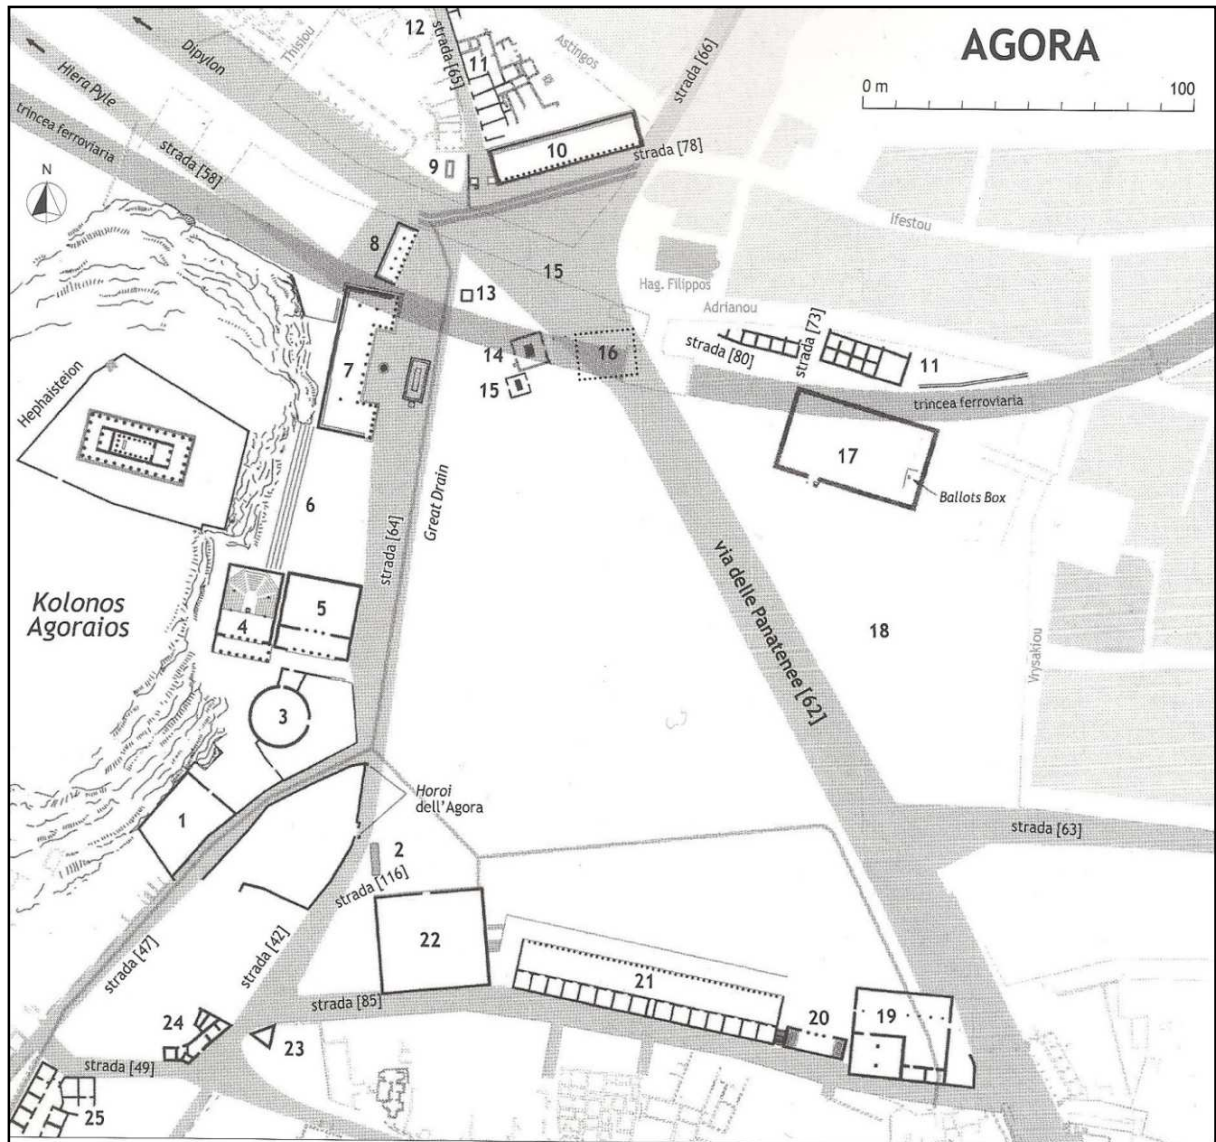 AGORA
0 m
100
12
Dipylon
Thisiou
strada [65]
11
Astingos
strada [66]
Hiera Pyle
trincea ferroviaria
strada [58]
9
10
strada [78]
N
8
15
Hag. Filippos
Ifestou
13
Adrianou
7
14
16
strada [80]
strada [73]
11
15
trincea ferroviaria
Hephaisteion
17
Ballots Box
6
Great Drain
strada [64]
Kolonos
Agoraios
4
5
via delle Panatenee [62]
18
Vrysakiou
3
Horoi
dell'Agora
1
2
strada [63]
strada [116]
22
strada [47]
strada [42]
21
strada [85]
20
19
24
23
strada [49]
25